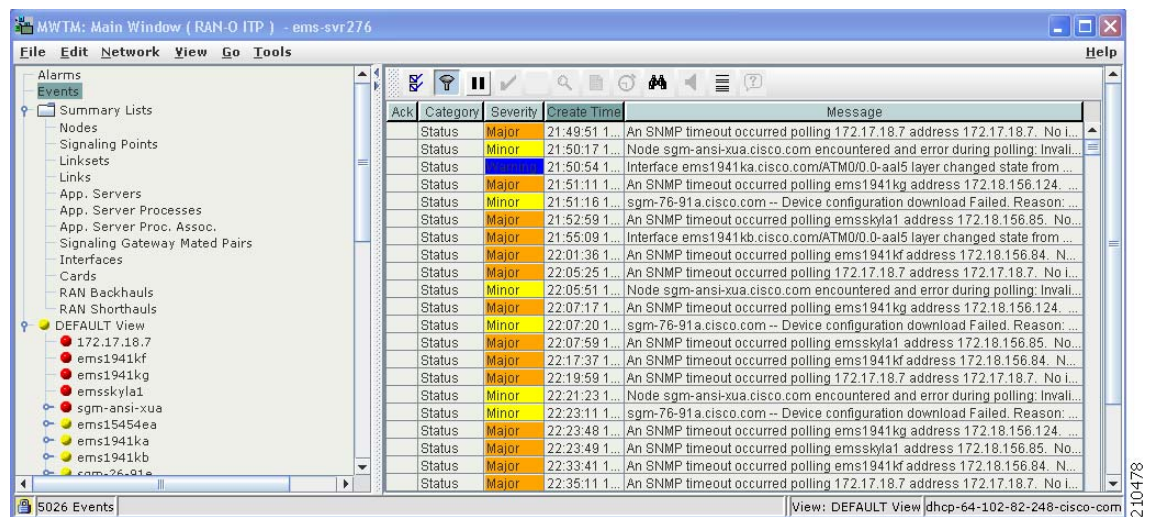 MWTM: Main Window ( RAN-O ITP ) - ems-svr276
File Edit Network View Go Tools Help
Alarms
Events
Summary Lists
Nodes
Signaling Points
Linksets
Links
App. Servers
App. Server Processes
App. Server Proc. Assoc.
Signaling Gateway Mated Pairs
Interfaces
Cards
RAN Backhauls
RAN Shorthauls
DEFAULT View
172.17.18.7
ems1941kf
ems1941kg
emsskyla1
sgm-ansi-xua
ems15454ea
ems1941ka
ems1941kb
sgm-26-91e
Ack Category Severity Create Time Message
Status Major 21:49:51 1... An SNMP timeout occurred polling 172.17.18.7 address 172.17.18.7. No i...
Status Minor 21:50:17 1... Node sgm-ansi-xua.cisco.com encountered and error during polling: Invali...
Status Warning 21:50:54 1... Interface ems1941ka.cisco.com/ATM0/0.0-aal5 layer changed state from ...
Status Major 21:51:11 1... An SNMP timeout occurred polling ems1941kg address 172.18.156.124. ...
Status Minor 21:51:16 1... sgm-76-91a.cisco.com -- Device configuration download Failed. Reason: ...
Status Major 21:52:59 1... An SNMP timeout occurred polling emsskyla1 address 172.18.156.85. No...
Status Major 21:55:09 1... Interface ems1941kb.cisco.com/ATM0/0.0-aal5 layer changed state from ...
Status Major 22:01:36 1... An SNMP timeout occurred polling ems1941kf address 172.18.156.84. N...
Status Major 22:05:25 1... An SNMP timeout occurred polling 172.17.18.7 address 172.17.18.7. No i...
Status Minor 22:05:51 1... Node sgm-ansi-xua.cisco.com encountered and error during polling: Invali...
Status Major 22:07:17 1... An SNMP timeout occurred polling ems1941kg address 172.18.156.124. ...
Status Minor 22:07:20 1... sgm-76-91a.cisco.com -- Device configuration download Failed. Reason: ...
Status Major 22:07:59 1... An SNMP timeout occurred polling emsskyla1 address 172.18.156.85. No...
Status Major 22:17:37 1... An SNMP timeout occurred polling ems1941kf address 172.18.156.84. N...
Status Major 22:19:59 1... An SNMP timeout occurred polling 172.17.18.7 address 172.17.18.7. No i...
Status Minor 22:21:23 1... Node sgm-ansi-xua.cisco.com encountered and error during polling: Invali...
Status Minor 22:23:11 1... sgm-76-91a.cisco.com -- Device configuration download Failed. Reason: ...
Status Major 22:23:48 1... An SNMP timeout occurred polling ems1941kg address 172.18.156.124. ...
Status Major 22:23:49 1... An SNMP timeout occurred polling emsskyla1 address 172.18.156.85. No...
Status Major 22:33:41 1... An SNMP timeout occurred polling ems1941kf address 172.18.156.84. N...
Status Major 22:35:11 1... An SNMP timeout occurred polling 172.17.18.7 address 172.17.18.7. No i...
5026 Events View: DEFAULT View dhcp-64-102-82-248-cisco-com
210478